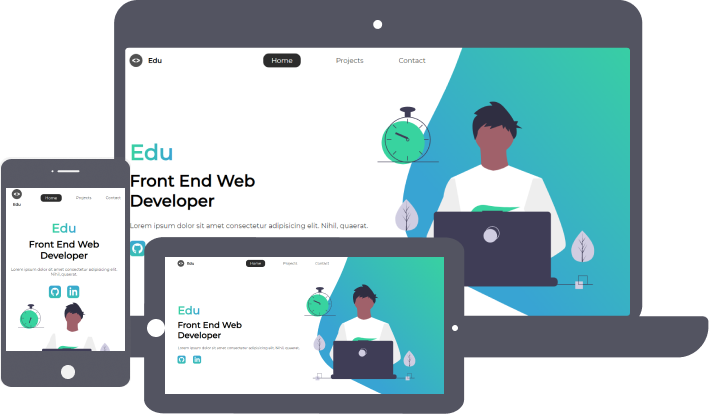 Edu
Home Projects Contact
Edu
Front End Web
Developer
Lorem ipsum dolor sit amet consectetur adipisicing elit. Nihil, quaerat.
Edu
Home Projects Contact
Edu
Front End Web
Developer
Lorem ipsum dolor sit amet consectetur adipisicing elit.
Nihil, quaerat.
in
Home Projects Contact
Edu
Front End Web
Developer
Lorem ipsum dolor sit amet consectetur adipisicing elit. Nihil, quaerat.
in